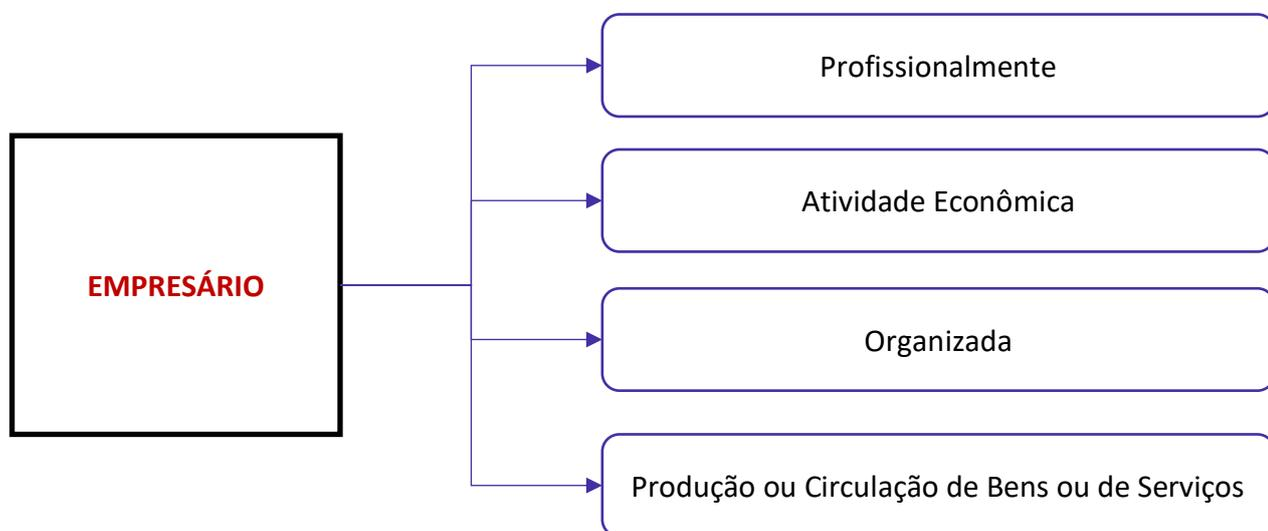 EMPRESÁRIO
Profissionalmente
Atividade Econômica
Organizada
Produção ou Circulação de Bens ou de Serviços